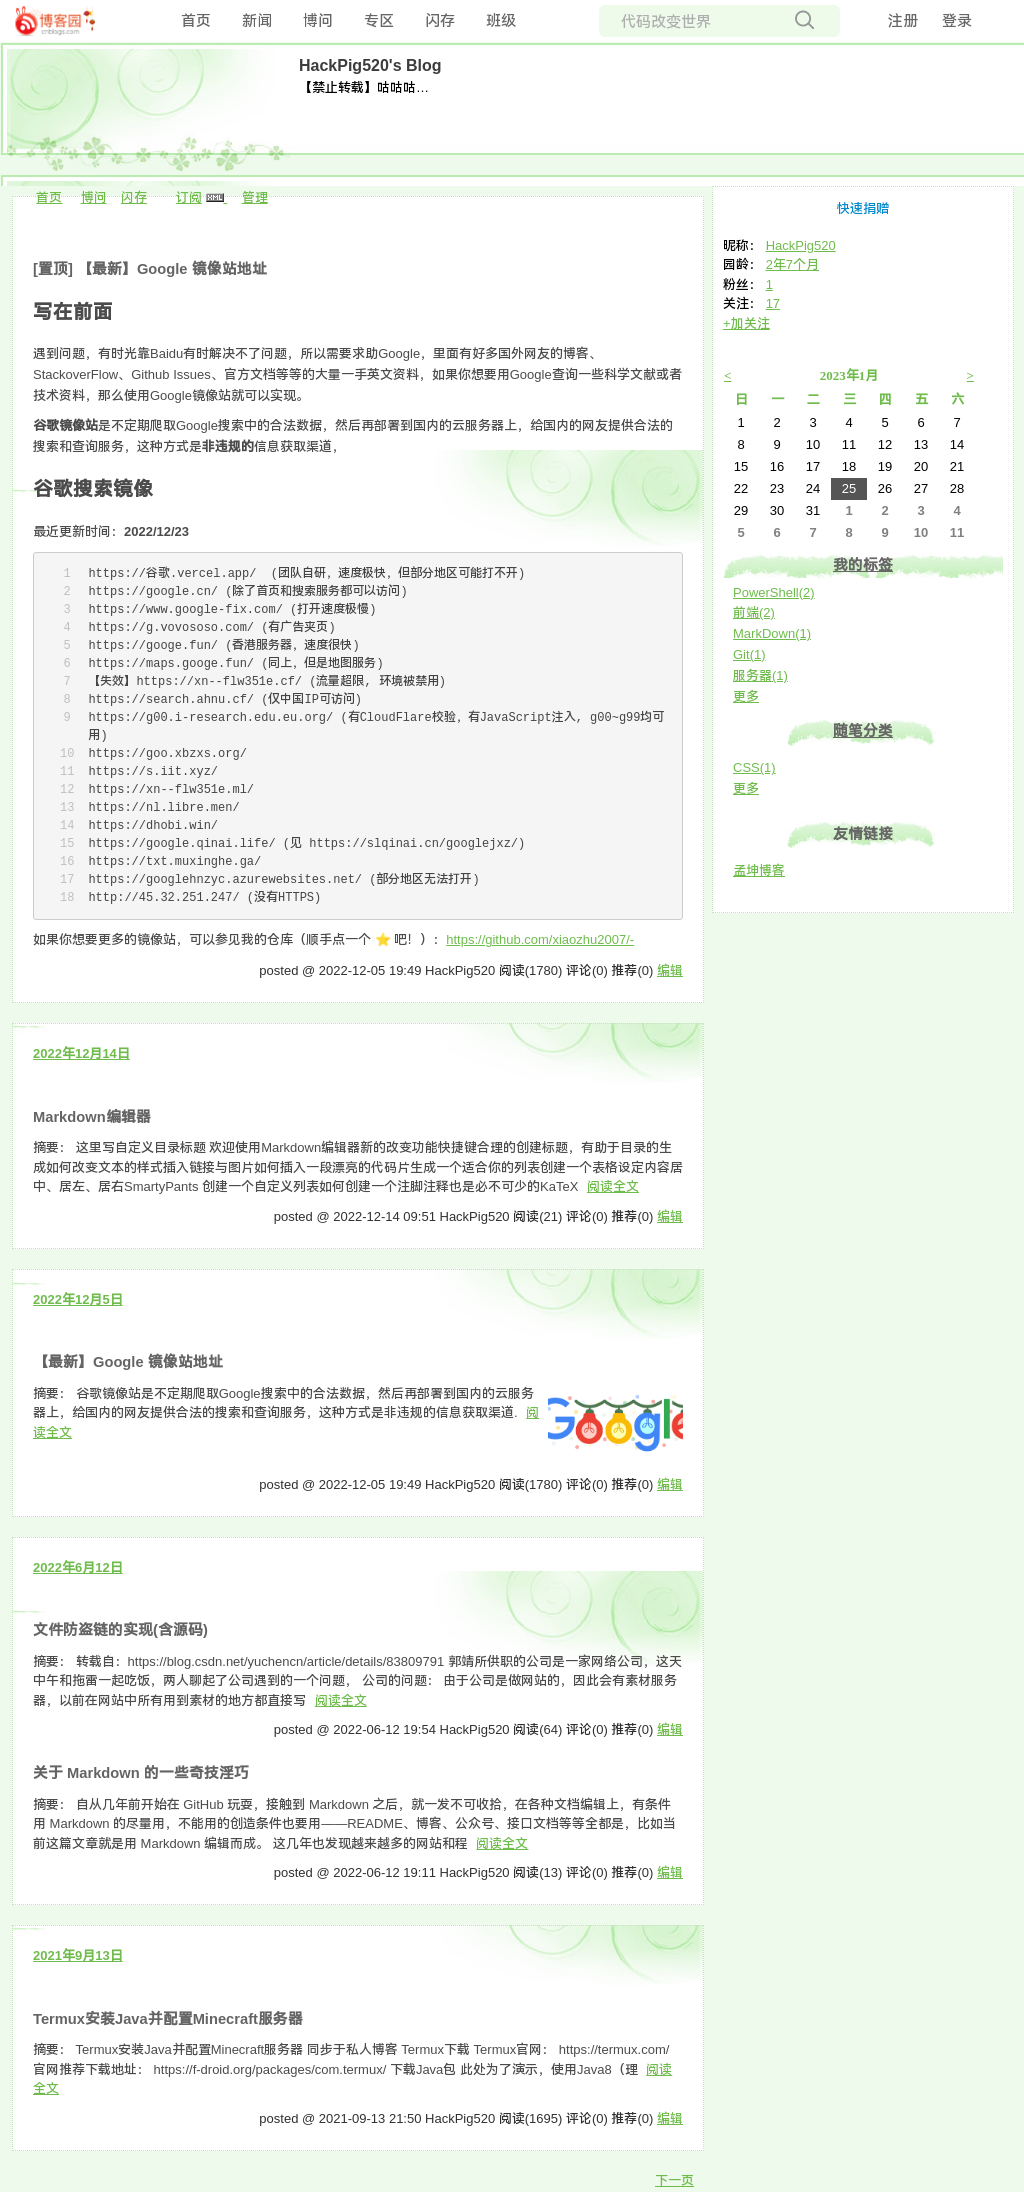 博客园
cnblogs.com
首页 新闻 博问 专区 闪存 班级
代码改变世界
注册 登录
HackPig520's Blog
【禁止转载】咕咕咕…
首页 博问 闪存 订阅 XML 管理
[置顶] 【最新】Google 镜像站地址
写在前面
遇到问题，有时光靠Baidu有时解决不了问题，所以需要求助Google，里面有好多国外网友的博客、
StackoverFlow、Github Issues、官方文档等等的大量一手英文资料，如果你想要用Google查询一些科学文献或者
技术资料，那么使用Google镜像站就可以实现。
谷歌镜像站是不定期爬取Google搜索中的合法数据，然后再部署到国内的云服务器上，给国内的网友提供合法的
搜索和查询服务，这种方式是非违规的信息获取渠道，
谷歌搜索镜像
最近更新时间：2022/12/23
1 https://谷歌.vercel.app/ (团队自研，速度极快，但部分地区可能打不开)
2 https://google.cn/ (除了首页和搜索服务都可以访问)
3 https://www.google-fix.com/ (打开速度极慢)
4 https://g.vovososo.com/ (有广告夹页)
5 https://googe.fun/ (香港服务器，速度很快)
6 https://maps.googe.fun/ (同上，但是地图服务)
7 【失效】https://xn--flw351e.cf/ (流量超限, 环境被禁用)
8 https://search.ahnu.cf/ (仅中国IP可访问)
9 https://g00.i-research.edu.eu.org/ (有CloudFlare校验，有JavaScript注入, g00~g99均可
用)
10 https://goo.xbzxs.org/
11 https://s.iit.xyz/
12 https://xn--flw351e.ml/
13 https://nl.libre.men/
14 https://dhobi.win/
15 https://google.qinai.life/ (见 https://slqinai.cn/googlejxz/)
16 https://txt.muxinghe.ga/
17 https://googlehnzyc.azurewebsites.net/ (部分地区无法打开)
18 http://45.32.251.247/ (没有HTTPS)
如果你想要更多的镜像站，可以参见我的仓库（顺手点一个 ⭐ 吧！）：https://github.com/xiaozhu2007/-
posted @ 2022-12-05 19:49 HackPig520 阅读(1780) 评论(0) 推荐(0) 编辑
2022年12月14日
Markdown编辑器
摘要： 这里写自定义目录标题 欢迎使用Markdown编辑器新的改变功能快捷键合理的创建标题，有助于目录的生
成如何改变文本的样式插入链接与图片如何插入一段漂亮的代码片生成一个适合你的列表创建一个表格设定内容居
中、居左、居右SmartyPants 创建一个自定义列表如何创建一个注脚注释也是必不可少的KaTeX 阅读全文
posted @ 2022-12-14 09:51 HackPig520 阅读(21) 评论(0) 推荐(0) 编辑
2022年12月5日
【最新】Google 镜像站地址
摘要： 谷歌镜像站是不定期爬取Google搜索中的合法数据，然后再部署到国内的云服务
器上，给国内的网友提供合法的搜索和查询服务，这种方式是非违规的信息获取渠道. 阅
读全文
Google
posted @ 2022-12-05 19:49 HackPig520 阅读(1780) 评论(0) 推荐(0) 编辑
2022年6月12日
文件防盗链的实现(含源码)
摘要： 转载自：https://blog.csdn.net/yuchencn/article/details/83809791 郭靖所供职的公司是一家网络公司，这天
中午和拖雷一起吃饭，两人聊起了公司遇到的一个问题， 公司的问题： 由于公司是做网站的，因此会有素材服务
器，以前在网站中所有用到素材的地方都直接写 阅读全文
posted @ 2022-06-12 19:54 HackPig520 阅读(64) 评论(0) 推荐(0) 编辑
关于 Markdown 的一些奇技淫巧
摘要： 自从几年前开始在 GitHub 玩耍，接触到 Markdown 之后，就一发不可收拾，在各种文档编辑上，有条件
用 Markdown 的尽量用，不能用的创造条件也要用——README、博客、公众号、接口文档等等全都是，比如当
前这篇文章就是用 Markdown 编辑而成。 这几年也发现越来越多的网站和程 阅读全文
posted @ 2022-06-12 19:11 HackPig520 阅读(13) 评论(0) 推荐(0) 编辑
2021年9月13日
Termux安装Java并配置Minecraft服务器
摘要： Termux安装Java并配置Minecraft服务器 同步于私人博客 Termux下载 Termux官网： https://termux.com/
官网推荐下载地址： https://f-droid.org/packages/com.termux/ 下载Java包 此处为了演示，使用Java8（理 阅读
全文
posted @ 2021-09-13 21:50 HackPig520 阅读(1695) 评论(0) 推荐(0) 编辑
下一页
快速捐赠
昵称： HackPig520
园龄： 2年7个月
粉丝： 1
关注： 17
+加关注
< 2023年1月 >
日 一 二 三 四 五 六
1 2 3 4 5 6 7
8 9 10 11 12 13 14
15 16 17 18 19 20 21
22 23 24 25 26 27 28
29 30 31 1 2 3 4
5 6 7 8 9 10 11
我的标签
PowerShell(2)
前端(2)
MarkDown(1)
Git(1)
服务器(1)
更多
随笔分类
CSS(1)
更多
友情链接
孟坤博客